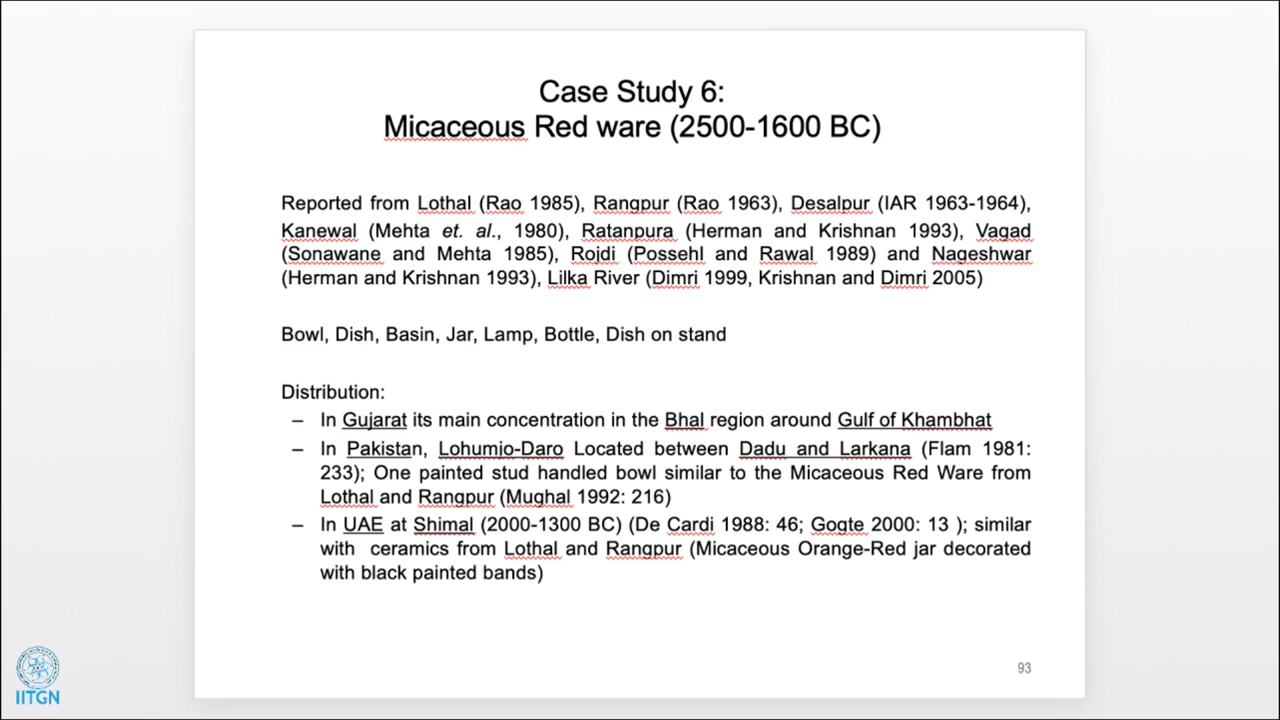 Case Study 6:
Micaceous Red ware (2500-1600 BC)
Reported from Lothal (Rao 1985), Rangpur (Rao 1963), Desalpur (IAR 1963-1964),
Kanewal (Mehta et. al., 1980), Ratanpura (Herman and Krishnan 1993), Vagad
(Sonawane and Mehta 1985), Rojdi (Possehl and Rawal 1989) and Nageshwar
(Herman and Krishnan 1993), Lilka River (Dimri 1999, Krishnan and Dimri 2005)
Bowl, Dish, Basin, Jar, Lamp, Bottle, Dish on stand
Distribution:
– In Gujarat its main concentration in the Bhal region around Gulf of Khambhat
– In Pakistan, Lohumjo-Daro Located between Dadu and Larkana (Flam 1981:
233); One painted stud handled bowl similar to the Micaceous Red Ware from
Lothal and Rangpur (Mughal 1992: 216)
– In UAE at Shimal (2000-1300 BC) (De Cardi 1988: 46; Gogte 2000: 13 ); similar
with ceramics from Lothal and Rangpur (Micaceous Orange-Red jar decorated
with black painted bands)
93
IITGN